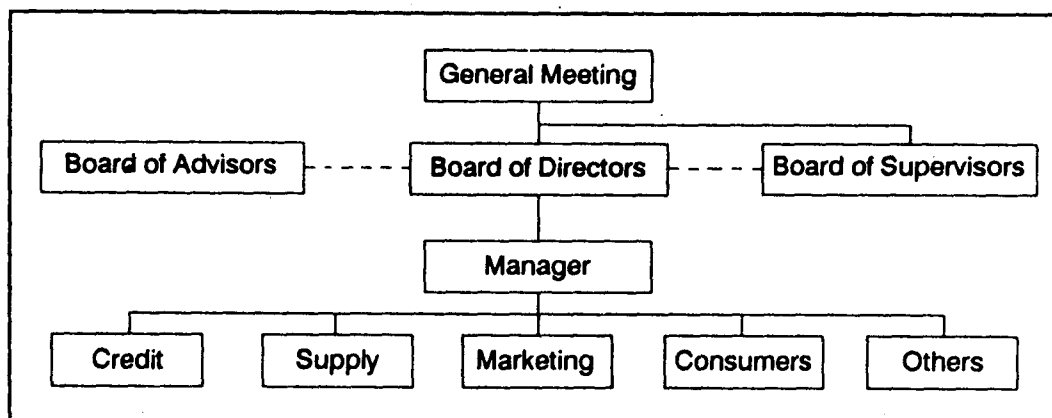 General Meeting
Board of Advisors
Board of Directors
Board of Supervisors
Manager
Credit
Supply
Marketing
Consumers
Others